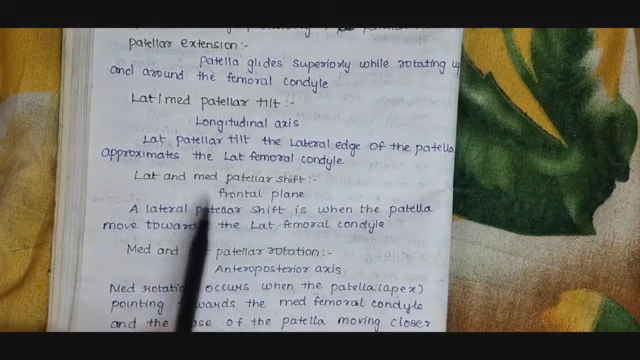 patellar extension:-
Patella glides superiorly while rotating up
and around the femoral condyle
Lat/med patellar tilt:-
Longitudinal axis
Lat patellar tilt the Lateral edge of the patella
approximates the Lat femoral condyle
Lat and med patellar shift:-
frontal plane
A lateral patellar shift is when the patella
move towards the Lat femoral condyle
Med and patellar rotation:-
Anteroposterior axis
Med rotation occurs when the patella (apex)
pointing towards the med femoral condyle
and the of the patella moving closer